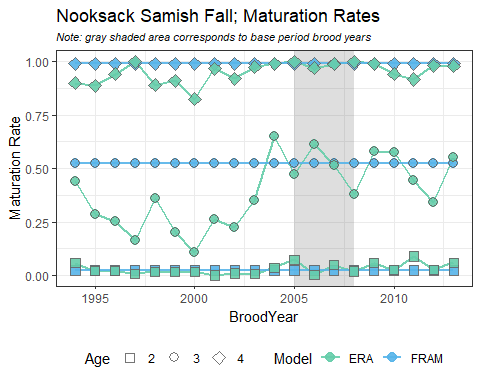 Nooksack Samish Fall; Maturation Rates
Note: gray shaded area corresponds to base period brood years
Maturation Rate
1.00
0.75
0.50
0.25
0.00
1995 2000 2005 2010
BroodYear
Age 2 3 4 Model ERA FRAM